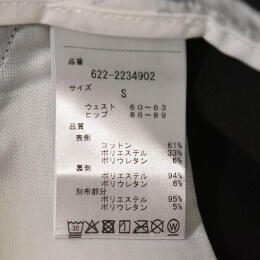 品番
622-2234902
サイズ
S
ウェスト 60～63
ヒップ 86～89
品質
表側
コットン 61%
ポリエステル 33%
ポリウレタン 6%
裏側
ポリエステル 94%
ポリウレタン 6%
別布部分
ポリエステル 95%
ポリウレタン 5%
30
W